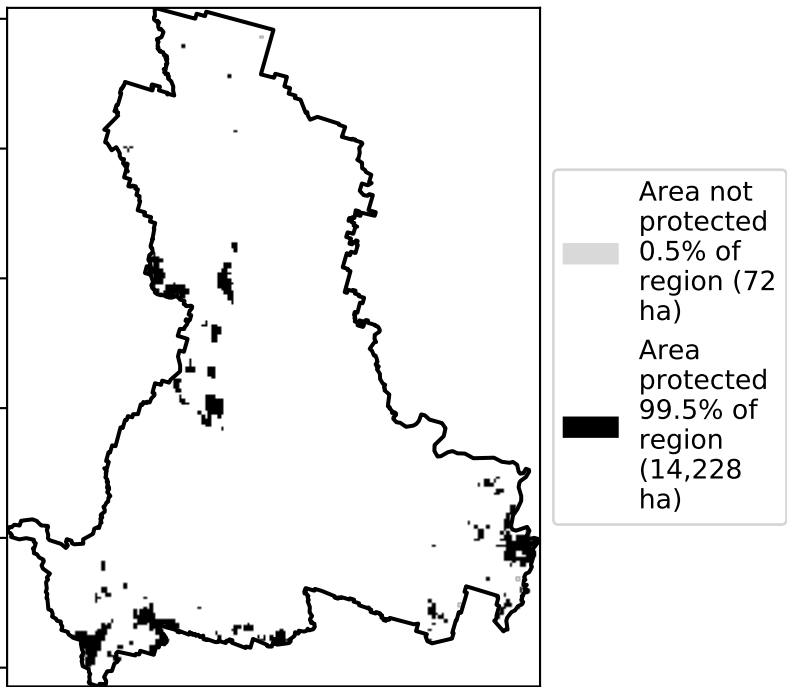 Area not
protected
0.5% of
region (72
ha)
Area
protected
99.5% of
region
(14,228
ha)